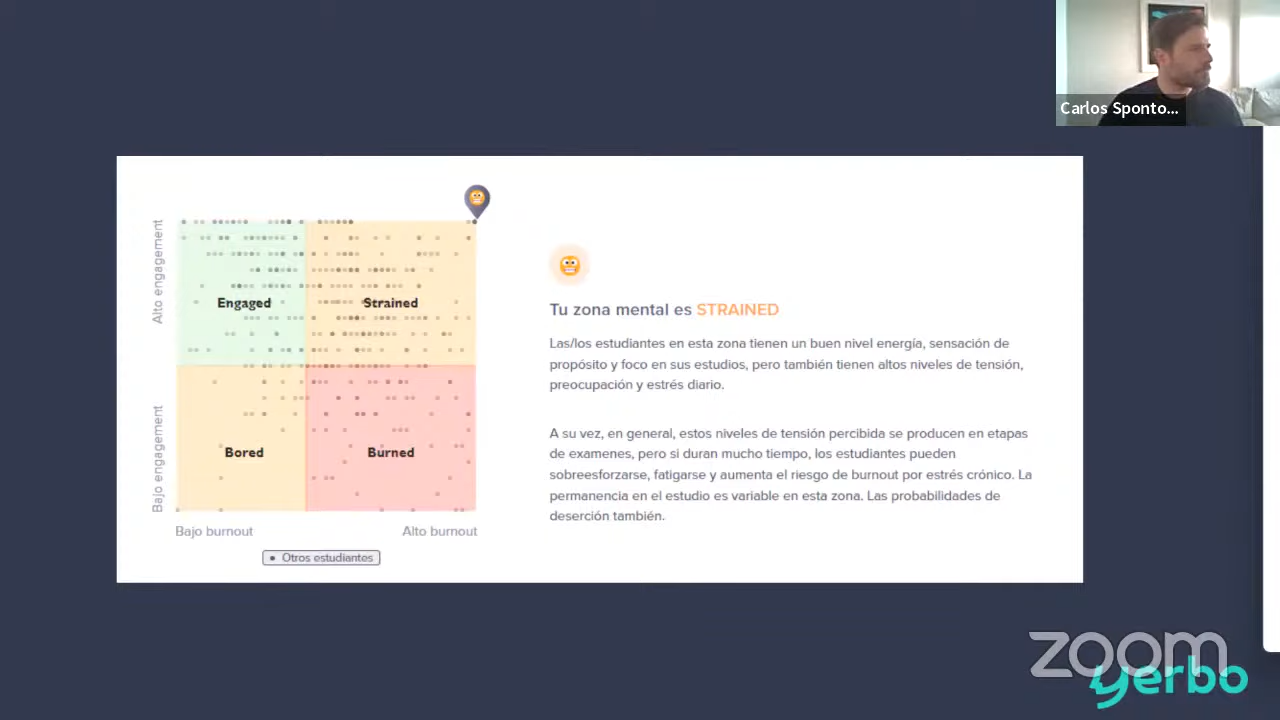 Carlos Sponto...
Alto engagement
Bajo engagement
Engaged
Strained
Bored
Burned
Bajo burnout
Alto burnout
Otros estudiantes
Tu zona mental es STRAINED
Las/los estudiantes en esta zona tienen un buen nivel energía, sensación de
propósito y foco en sus estudios, pero también tienen altos niveles de tensión,
preocupación y estrés diario.
A su vez, en general, estos niveles de tensión percibida se producen en etapas
de examenes, pero si duran mucho tiempo, los estudiantes pueden
sobreesforzarse, fatigarse y aumenta el riesgo de burnout por estrés crónico. La
permanencia en el estudio es variable en esta zona. Las probabilidades de
deserción también.
zoom
yerbo